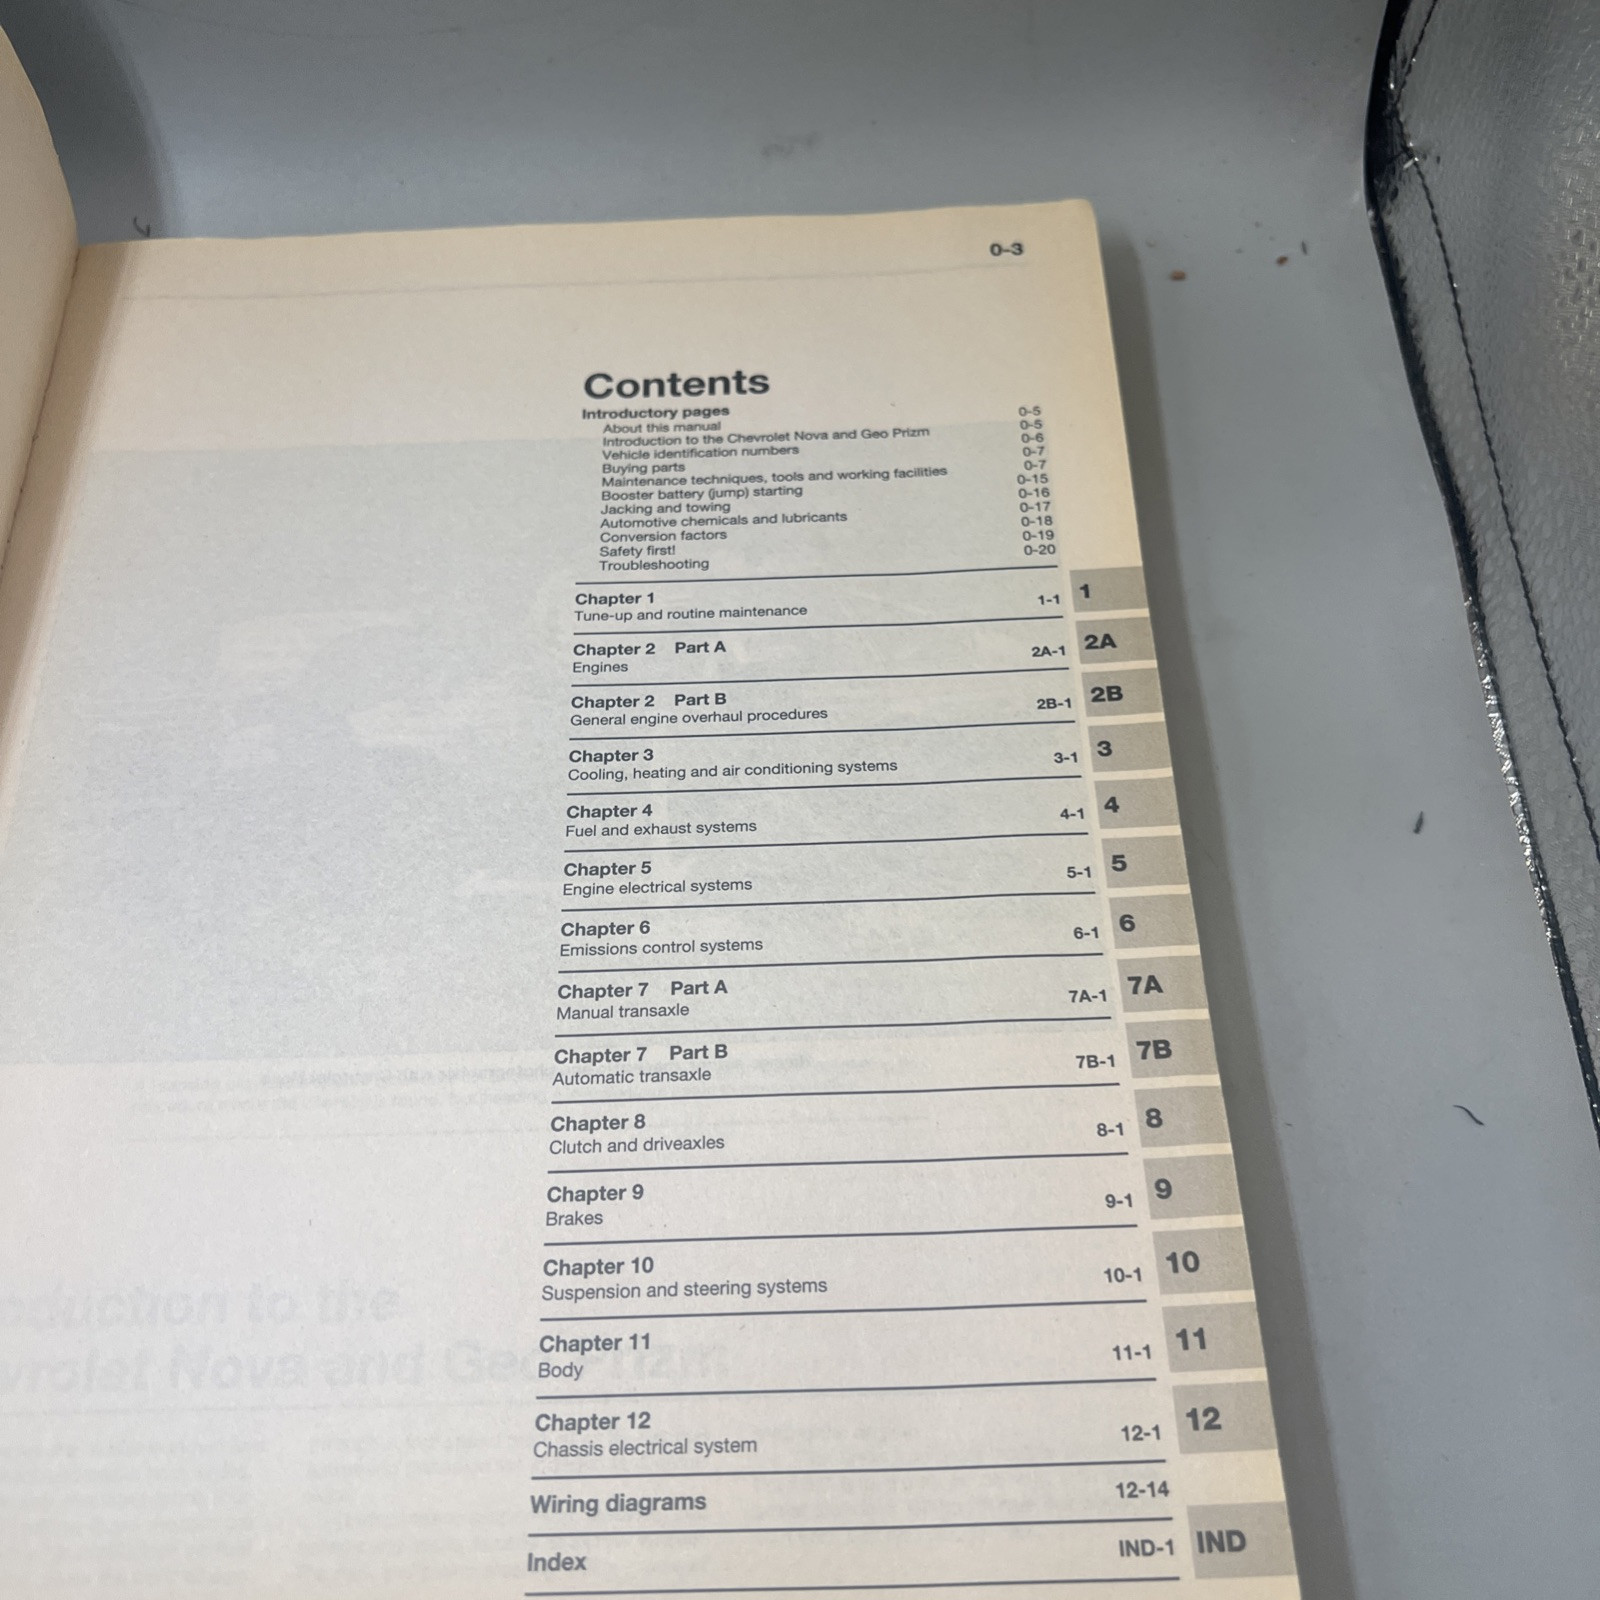 0-3
Contents
Introductory pages
About this manual 0-5
Introduction to the Chevrolet Nova and Geo Prizm 0-5
Vehicle identification numbers 0-6
Buying parts 0-7
Maintenance techniques, tools and working facilities 0-7
Booster battery (jump) starting 0-15
Jacking and towing 0-16
Automotive chemicals and lubricants 0-17
Conversion factors 0-18
Safety first! 0-19
Troubleshooting 0-20
Chapter 1
Tune-up and routine maintenance 1-1 1
Chapter 2 Part A
Engines 2A-1 2A
Chapter 2 Part B
General engine overhaul procedures 2B-1 2B
Chapter 3
Cooling, heating and air conditioning systems 3-1 3
Chapter 4
Fuel and exhaust systems 4-1 4
Chapter 5
Engine electrical systems 5-1 5
Chapter 6
Emissions control systems 6-1 6
Chapter 7 Part A
Manual transaxle 7A-1 7A
Chapter 7 Part B
Automatic transaxle 7B-1 7B
Chapter 8
Clutch and driveaxles 8-1 8
Chapter 9
Brakes 9-1 9
Chapter 10
Suspension and steering systems 10-1 10
Chapter 11
Body 11-1 11
Chapter 12
Chassis electrical system 12-1 12
Wiring diagrams 12-14
Index IND-1 IND